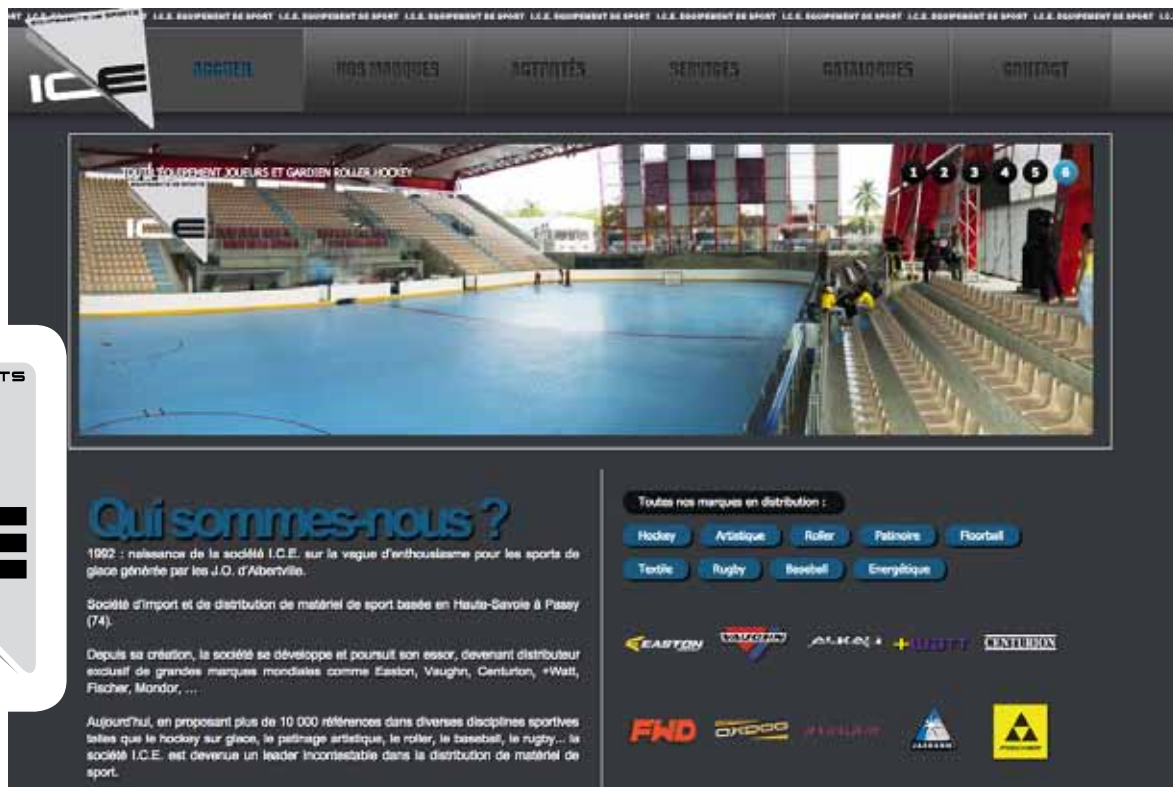 I.C.E. EQUIPEMENT DE SPORT I.C.E. EQUIPEMENT DE SPORT I.C.E. EQUIPEMENT DE SPORT I.C.E. EQUIPEMENT DE SPORT I.C.E. EQUIPEMENT DE SPORT I.C.E. EQUIPEMENT DE SPORT I.C.E. EQUIPEMENT DE SPORT
ICE
ACCUEIL NOS MARQUES ACTIVITÉS SERVICES CATALOGUES CONTACT
TOUTE ÉQUIPEMENT JOUEURS ET GARDIEN ROLLER HOCKEY
1 2 3 4 5 6
ICE
TS
Qui sommes-nous ?
1992 : naissance de la société I.C.E. sur la vague d'enthousiasme pour les sports de
glace générée par les J.O. d'Albertville.
Société d'import et de distribution de matériel de sport basée en Haute-Savoie à Passy
(74).
Depuis sa création, la société se développe et poursuit son essor, devenant distributeur
exclusif de grandes marques mondiales comme Easton, Vaughn, Centurion, +Watt,
Fischer, Mondor, ...
Aujourd'hui, en proposant plus de 10 000 références dans diverses disciplines sportives
telles que le hockey sur glace, le patinage artistique, le roller, le baseball, le rugby... la
société I.C.E. est devenue un leader incontestable dans la distribution de matériel de
sport.
Toutes nos marques en distribution :
Hockey Artistique Roller Patinoire Floorball
Textile Rugby Baseball Energétique
EASTON VAUGHN ALKALI +WATT CENTURION
FWD OXDOG JACKSON FISCHER